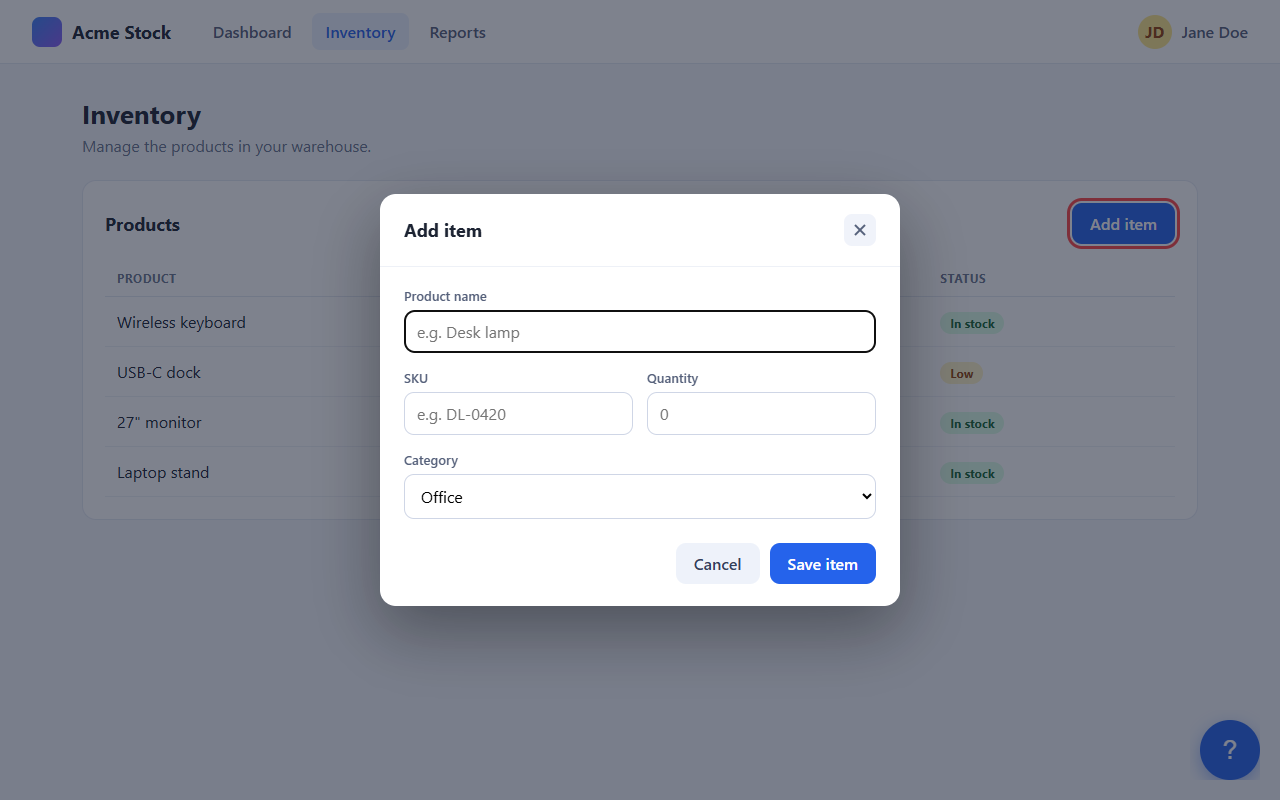 Acme Stock Dashboard Inventory Reports JD Jane Doe
Inventory
Manage the products in your warehouse.
Products Add item
PRODUCT STATUS
Wireless keyboard In stock
USB-C dock Low
27" monitor In stock
Laptop stand In stock
Add item ✕
Product name
e.g. Desk lamp
SKU Quantity
e.g. DL-0420 0
Category
Office
Cancel Save item
?